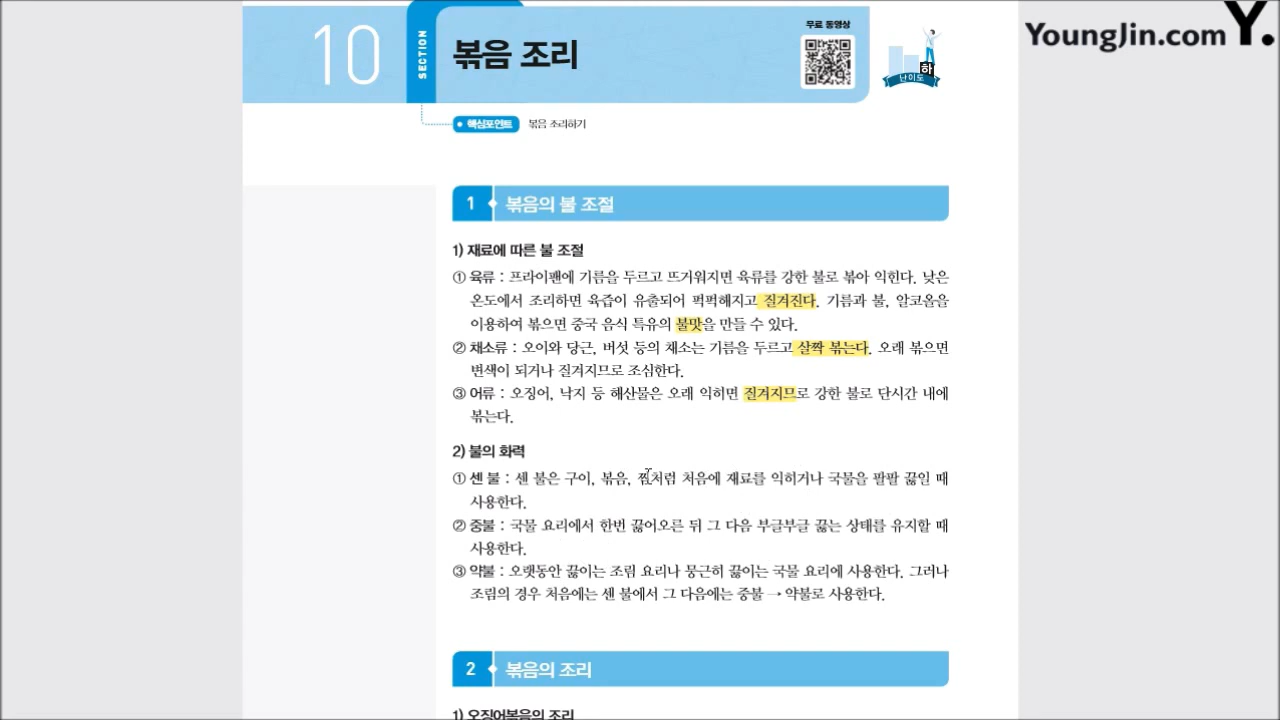 10
SECTION
볶음 조리
무료 동영상
난이도 하
YoungJin.com Y.
핵심포인트 볶음 조리하기
1 볶음의 불 조절
1) 재료에 따른 불 조절
① 육류 : 프라이팬에 기름을 두르고 뜨거워지면 육류를 강한 불로 볶아 익힌다. 낮은
온도에서 조리하면 육즙이 유출되어 퍽퍽해지고 질겨진다. 기름과 불, 알코올을
이용하여 볶으면 중국 음식 특유의 불맛을 만들 수 있다.
② 채소류 : 오이와 당근, 버섯 등의 채소는 기름을 두르고 살짝 볶는다. 오래 볶으면
변색이 되거나 질겨지므로 조심한다.
③ 어류 : 오징어, 낙지 등 해산물은 오래 익히면 질겨지므로 강한 불로 단시간 내에
볶는다.
2) 불의 화력
① 센 불 : 센 불은 구이, 볶음, 찜처럼 처음에 재료를 익히거나 국물을 팔팔 끓일 때
사용한다.
② 중불 : 국물 요리에서 한번 끓어오른 뒤 그 다음 부글부글 끓는 상태를 유지할 때
사용한다.
③ 약불 : 오랫동안 끓이는 조림 요리나 뭉근히 끓이는 국물 요리에 사용한다. 그러나
조림의 경우 처음에는 센 불에서 그 다음에는 중불 → 약불로 사용한다.
2 볶음의 조리
1) 오징어볶음의 조리